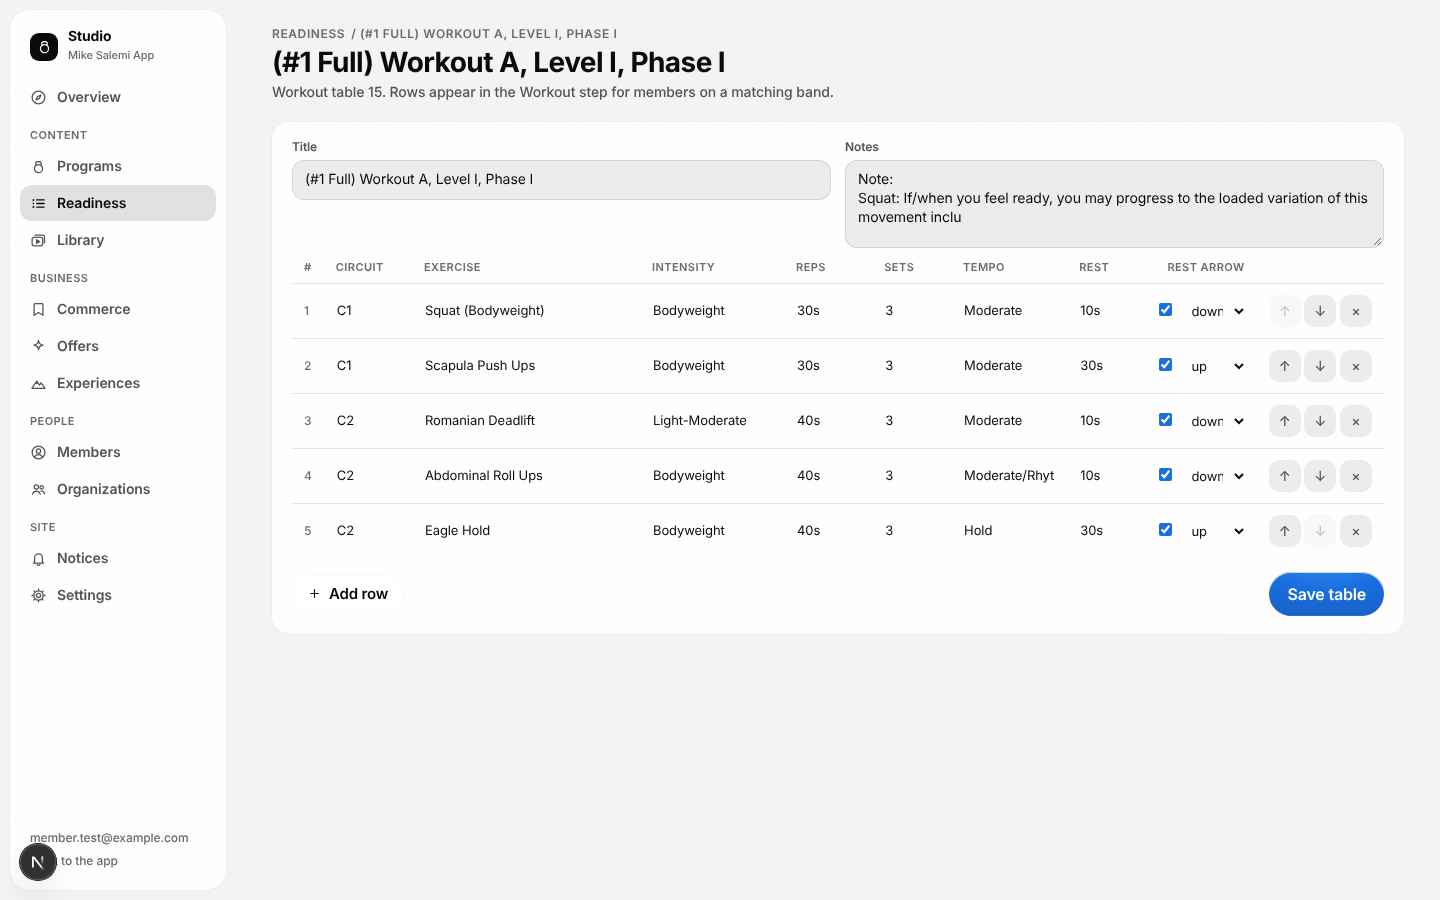 Studio
Mike Salemi App
Overview
CONTENT
Programs
Readiness
Library
BUSINESS
Commerce
Offers
Experiences
PEOPLE
Members
Organizations
SITE
Notices
Settings
member.test@example.com
N to the app
READINESS / (#1 FULL) WORKOUT A, LEVEL I, PHASE I
(#1 Full) Workout A, Level I, Phase I
Workout table 15. Rows appear in the Workout step for members on a matching band.
Title
(#1 Full) Workout A, Level I, Phase I
Notes
Note:
Squat: If/when you feel ready, you may progress to the loaded variation of this
movement inclu
# CIRCUIT EXERCISE INTENSITY REPS SETS TEMPO REST REST ARROW
1 C1 Squat (Bodyweight) Bodyweight 30s 3 Moderate 10s down ↑ ↓ ×
2 C1 Scapula Push Ups Bodyweight 30s 3 Moderate 30s up ↑ ↓ ×
3 C2 Romanian Deadlift Light-Moderate 40s 3 Moderate 10s down ↑ ↓ ×
4 C2 Abdominal Roll Ups Bodyweight 40s 3 Moderate/Rhyt 10s down ↑ ↓ ×
5 C2 Eagle Hold Bodyweight 40s 3 Hold 30s up ↑ ↓ ×
+ Add row
Save table